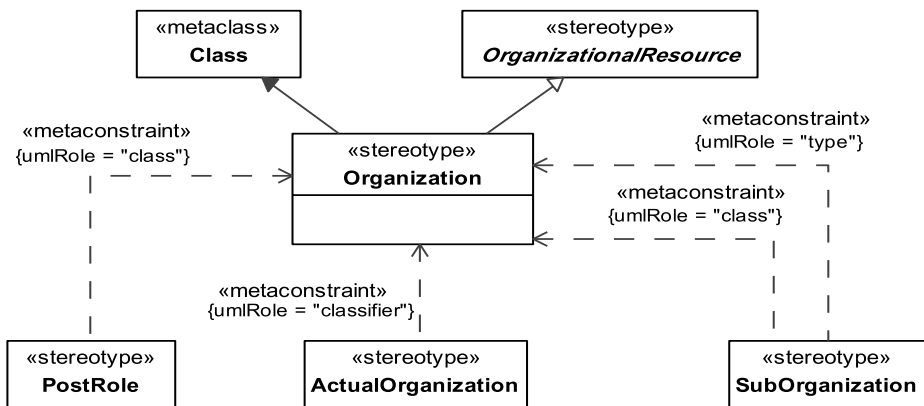 «metaclass»
Class
«stereotype»
OrganizationalResource
«metaconstraint»
{umlRole = "class"}
«stereotype»
Organization
«metaconstraint»
{umlRole = "type"}
«metaconstraint»
{umlRole = "class"}
«metaconstraint»
{umlRole = "classifier"}
«stereotype»
PostRole
«stereotype»
ActualOrganization
«stereotype»
SubOrganization